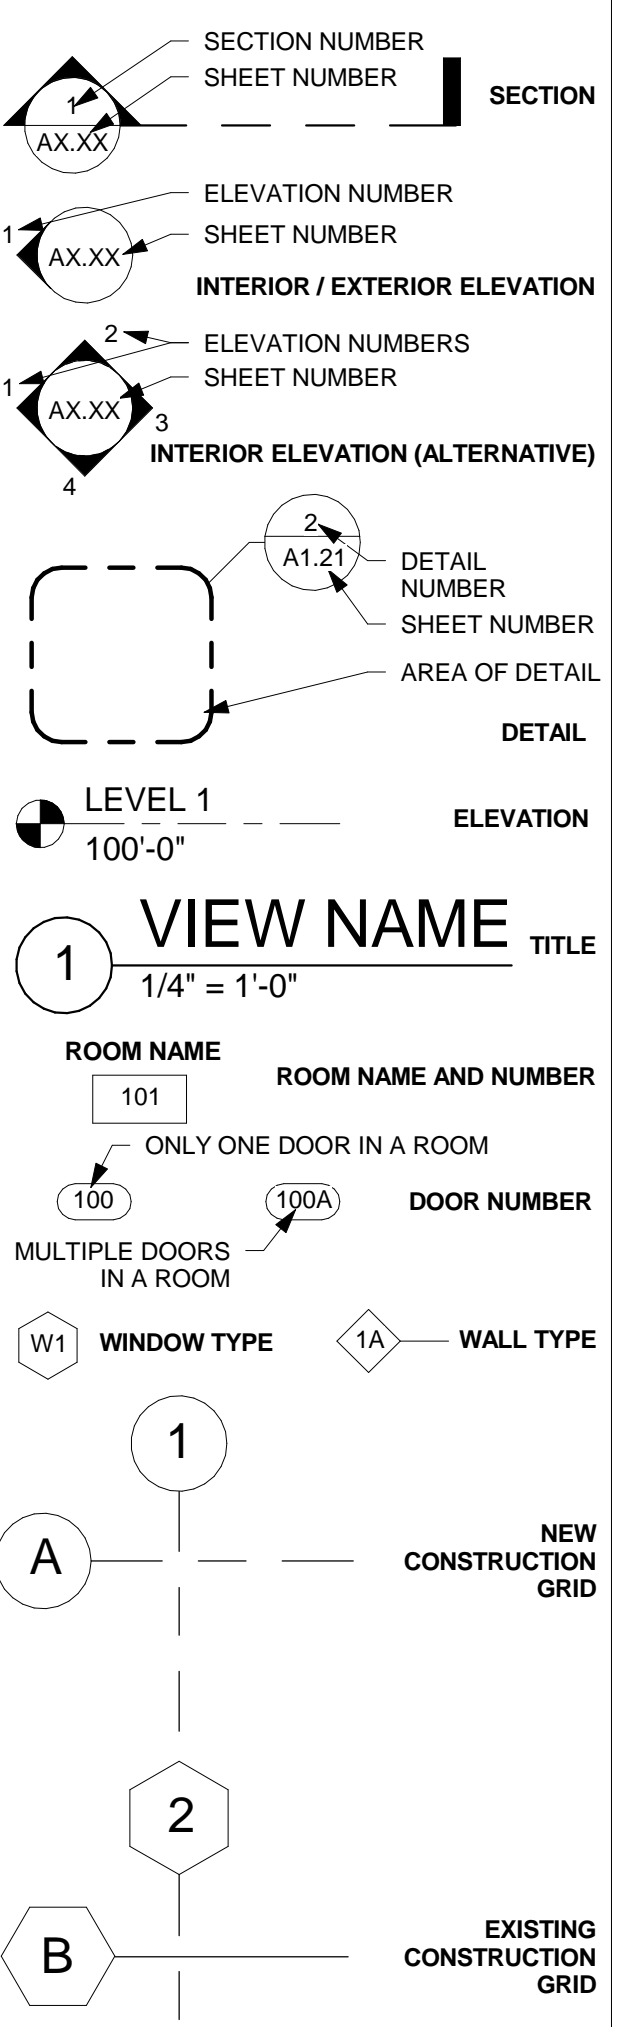 SECTION NUMBER
SHEET NUMBER
1
AX.XX
SECTION
ELEVATION NUMBER
1
SHEET NUMBER
AX.XX
INTERIOR / EXTERIOR ELEVATION
2
ELEVATION NUMBERS
1
SHEET NUMBER
AX.XX
3
INTERIOR ELEVATION (ALTERNATIVE)
4
2
A1.21
DETAIL
NUMBER
SHEET NUMBER
AREA OF DETAIL
DETAIL
LEVEL 1
100'-0"
ELEVATION
1
VIEW NAME
1/4" = 1'-0"
TITLE
ROOM NAME
101
ROOM NAME AND NUMBER
ONLY ONE DOOR IN A ROOM
100
100A
DOOR NUMBER
MULTIPLE DOORS
IN A ROOM
W1
WINDOW TYPE
1A
WALL TYPE
1
A
NEW
CONSTRUCTION
GRID
2
B
EXISTING
CONSTRUCTION
GRID